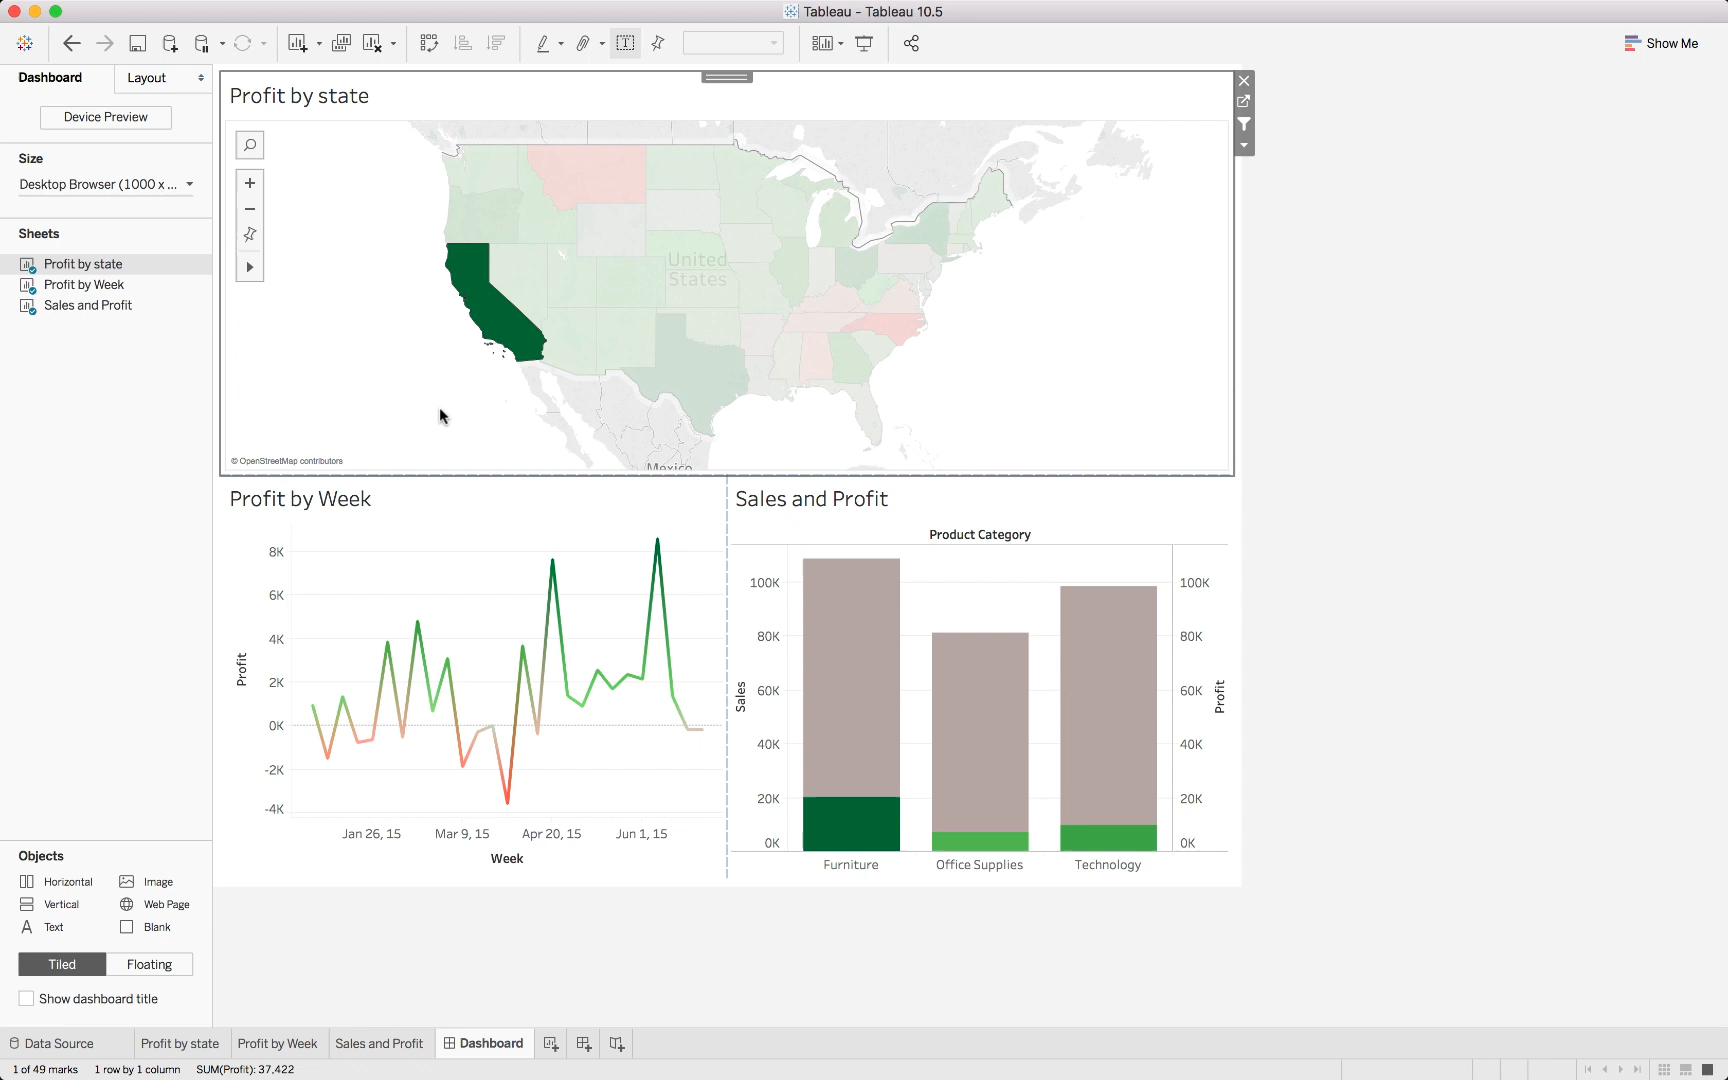 Tableau - Tableau 10.5
Show Me
Dashboard
Layout
Device Preview
Size
Desktop Browser (1000 x ...
Sheets
Profit by state
Profit by Week
Sales and Profit
Objects
Horizontal
Image
Vertical
Web Page
A Text
Blank
Tiled
Floating
Show dashboard title
Profit by state
United
States
Mexico
© OpenStreetMap contributors
Profit by Week
8K
6K
4K
2K
0K
-2K
-4K
Profit
Jan 26, 15
Mar 9, 15
Apr 20, 15
Jun 1, 15
Week
Sales and Profit
Product Category
100K
80K
60K
40K
20K
0K
Sales
100K
80K
60K
40K
20K
0K
Profit
Furniture
Office Supplies
Technology
Data Source
Profit by state
Profit by Week
Sales and Profit
Dashboard
1 of 49 marks
1 row by 1 column
SUM(Profit): 37,422